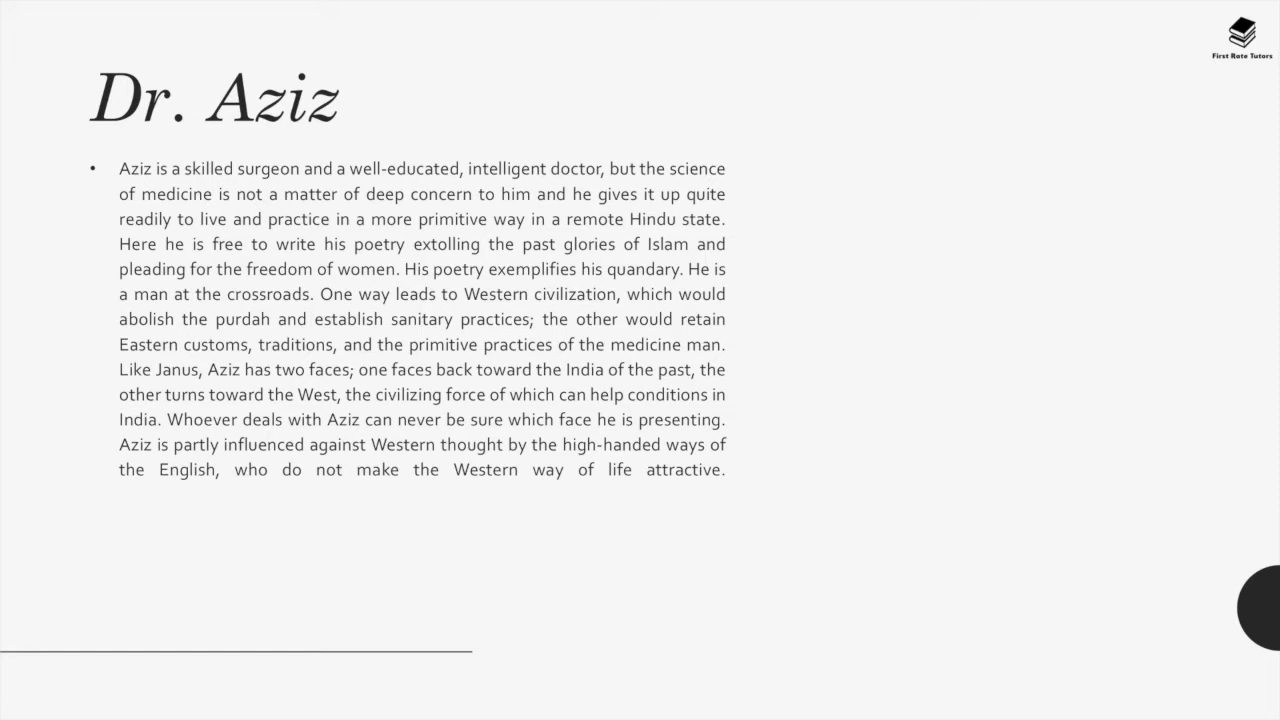 First Rate Tutors
Dr. Aziz
• Aziz is a skilled surgeon and a well-educated, intelligent doctor, but the science
of medicine is not a matter of deep concern to him and he gives it up quite
readily to live and practice in a more primitive way in a remote Hindu state.
Here he is free to write his poetry extolling the past glories of Islam and
pleading for the freedom of women. His poetry exemplifies his quandary. He is
a man at the crossroads. One way leads to Western civilization, which would
abolish the purdah and establish sanitary practices; the other would retain
Eastern customs, traditions, and the primitive practices of the medicine man.
Like Janus, Aziz has two faces; one faces back toward the India of the past, the
other turns toward the West, the civilizing force of which can help conditions in
India. Whoever deals with Aziz can never be sure which face he is presenting.
Aziz is partly influenced against Western thought by the high-handed ways of
the English, who do not make the Western way of life attractive.